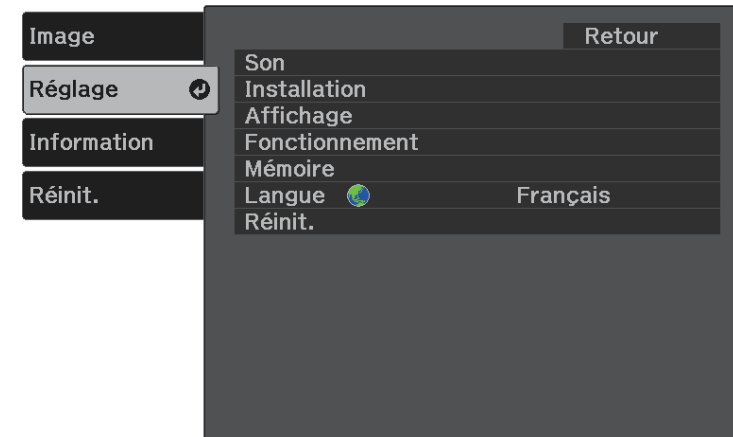 Image
Réglage
Information
Réinit.
Retour
Son
Installation
Affichage
Fonctionnement
Mémoire
Langue Français
Réinit.